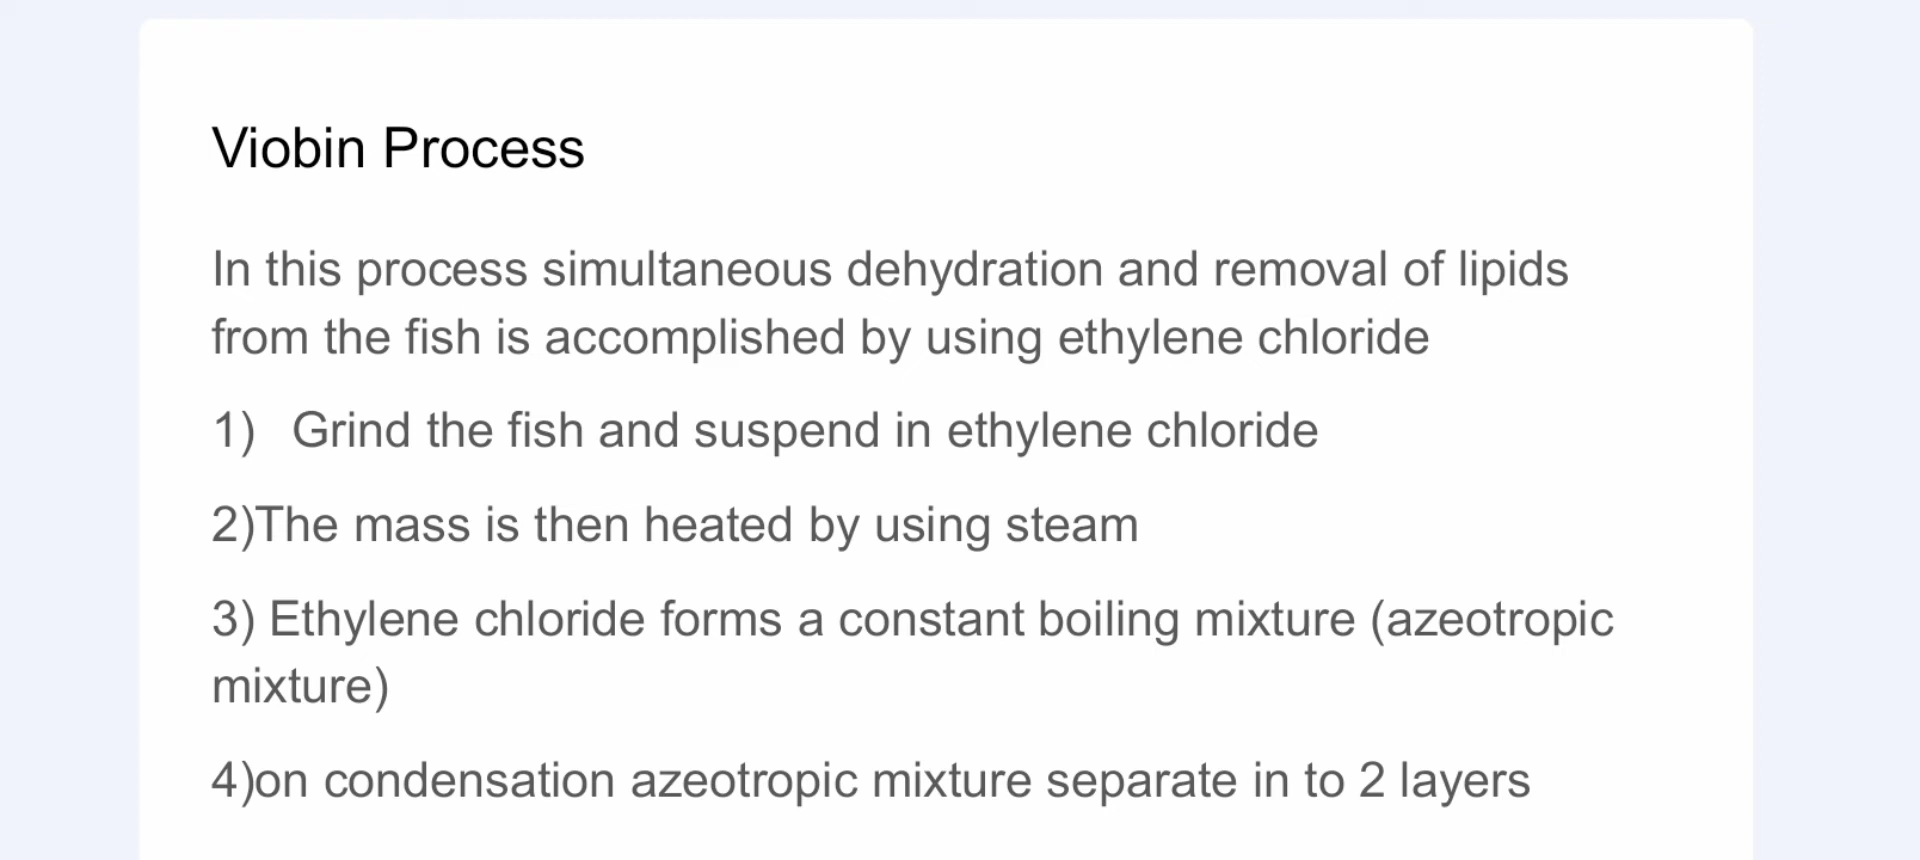 Viobin Process
In this process simultaneous dehydration and removal of lipids
from the fish is accomplished by using ethylene chloride
1) Grind the fish and suspend in ethylene chloride
2)The mass is then heated by using steam
3) Ethylene chloride forms a constant boiling mixture (azeotropic
mixture)
4)on condensation azeotropic mixture separate in to 2 layers